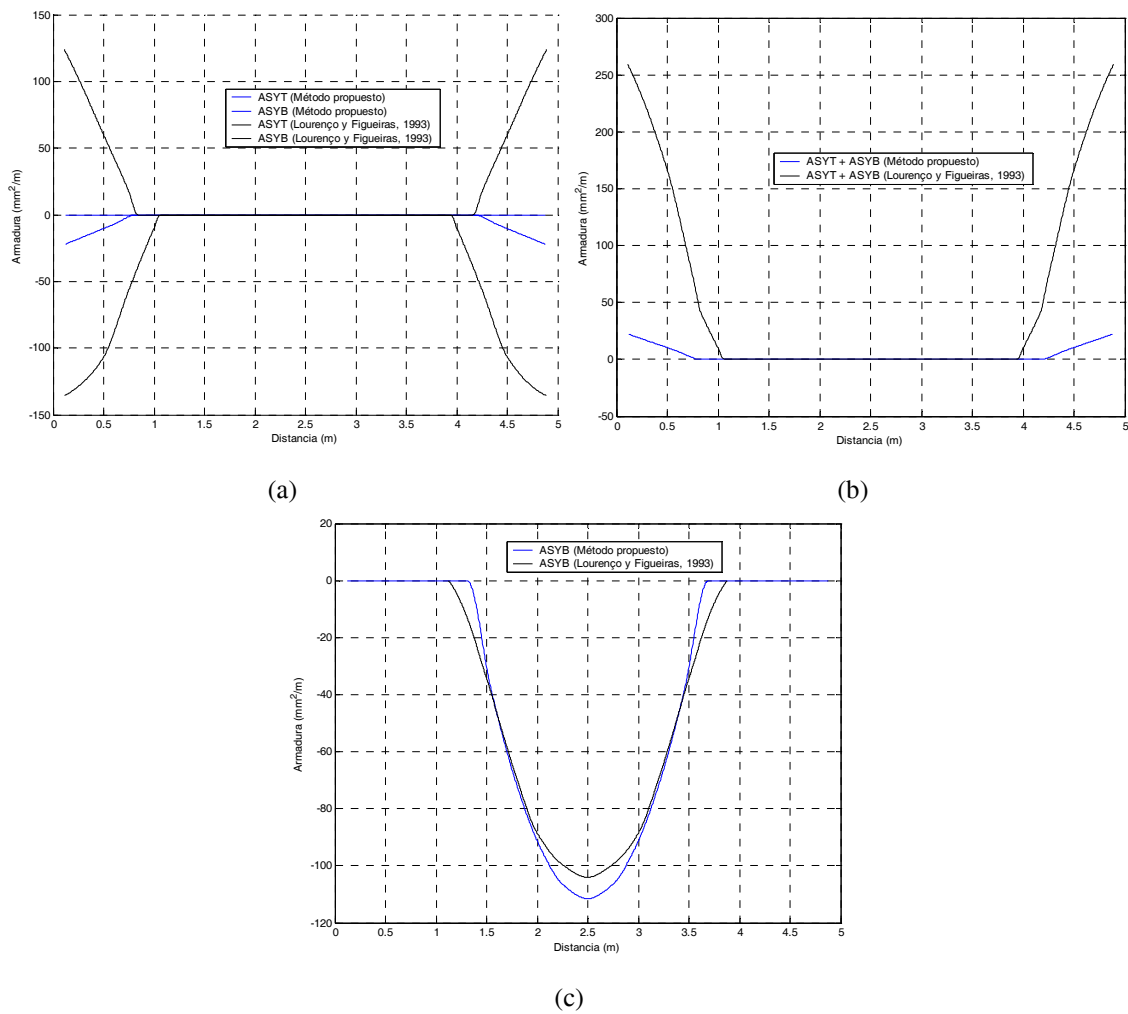 150
100
50
0
-50
-100
-150
Armadura (mm²/m)
ASYT (Método propuesto)
ASYB (Método propuesto)
ASYT (Lourenço y Figueiras, 1993)
ASYB (Lourenço y Figueiras, 1993)
0 0.5 1 1.5 2 2.5 3 3.5 4 4.5 5
Distancia (m)
(a)
300
250
200
150
100
50
0
-50
Armadura (mm²/m)
ASYT + ASYB (Método propuesto)
ASYT + ASYB (Lourenço y Figueiras, 1993)
0 0.5 1 1.5 2 2.5 3 3.5 4 4.5 5
Distancia (m)
(b)
20
0
-20
-40
-60
-80
-100
-120
Armadura (mm²/m)
ASYB (Método propuesto)
ASYB (Lourenço y Figueiras, 1993)
0 0.5 1 1.5 2 2.5 3 3.5 4 4.5 5
Distancia (m)
(c)